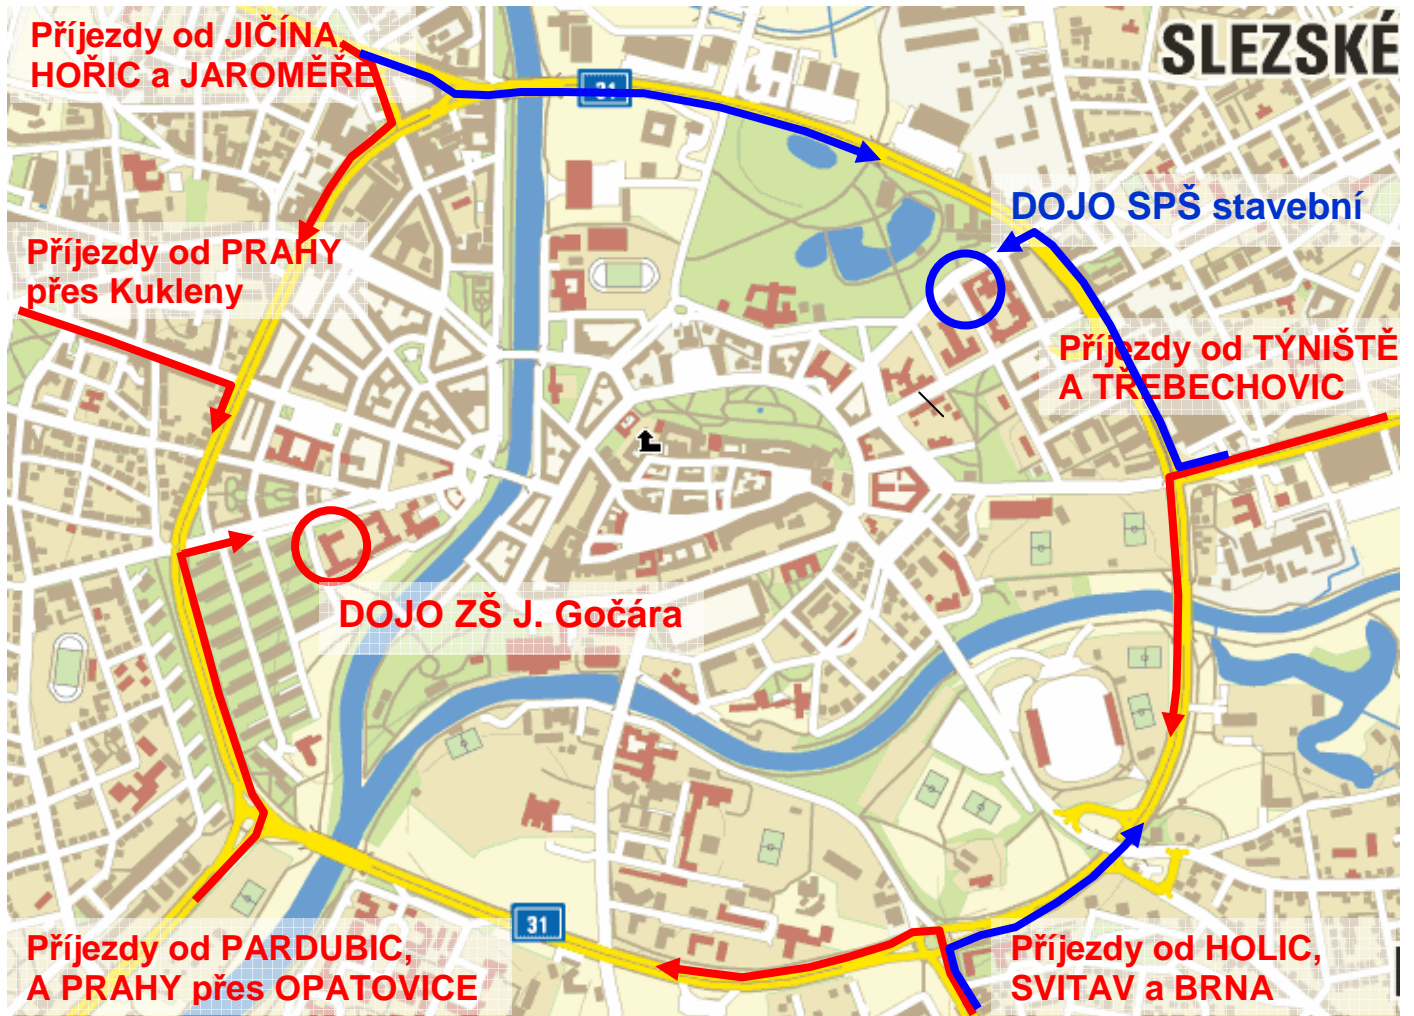 Příjezdy od JIČÍNA,
HOŘIC a JAROMĚŘE
SLEZSKÉ
31
DOJO SPŠ stavební
Příjezdy od PRAHY
přes Kukleny
Příjezdy od TÝNIŠTĚ
A TŘEBECHOVIC
H
DOJO ZŠ J. Gočára
31
Příjezdy od PARDUBIC,
A PRAHY přes OPATOVICE
Příjezdy od HOLIC,
SVITAV a BRNA